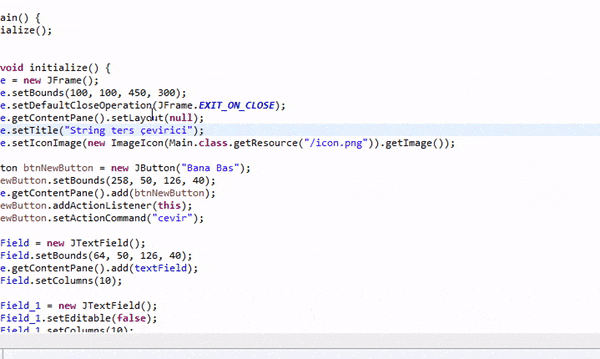 ain() {
ialize();
void initialize() {
e = new JFrame();
e.setBounds(100, 100, 450, 300);
e.setDefaultCloseOperation(JFrame.EXIT_ON_CLOSE);
e.getContentPane().setLayout(null);
e.setTitle("String ters çevirici");
e.setIconImage(new ImageIcon(Main.class.getResource("/icon.png")).getImage());
ton btnNewButton = new JButton("Bana Bas");
ewButton.setBounds(258, 50, 126, 40);
e.getContentPane().add(btnNewButton);
ewButton.addActionListener(this);
ewButton.setActionCommand("cevir");
Field = new JTextField();
Field.setBounds(64, 50, 126, 40);
e.getContentPane().add(textField);
Field.setColumns(10);
Field_1 = new JTextField();
Field_1.setEditable(false);
Field_1.setColumns(10);